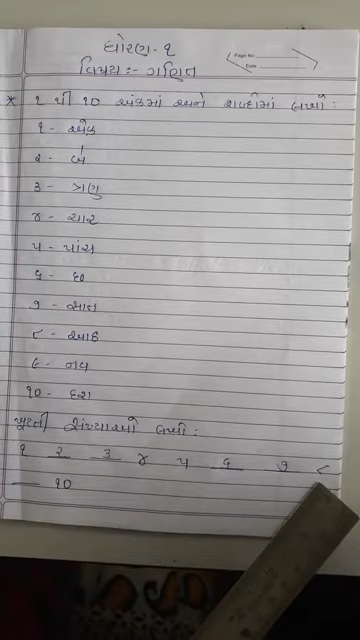 ધોરણ - ૧
Page No.
Date
વિષય :- ગણિત
* ૧ થી ૧૦ અંકમાં અને શબ્દોમાં લખો :
૧ - એક
૨ - બે
૩ - ત્રણ
૪ - ચાર
૫ - પાંચ
૬ - છ
૭ - સાત
૮ - આઠ
૯ - નવ
૧૦ - દશ
ખૂટતી સંખ્યાઓ લખો :
૧ ૨ ૩ ૪ ૫ ૬ ૭ ૮
___ ૧૦